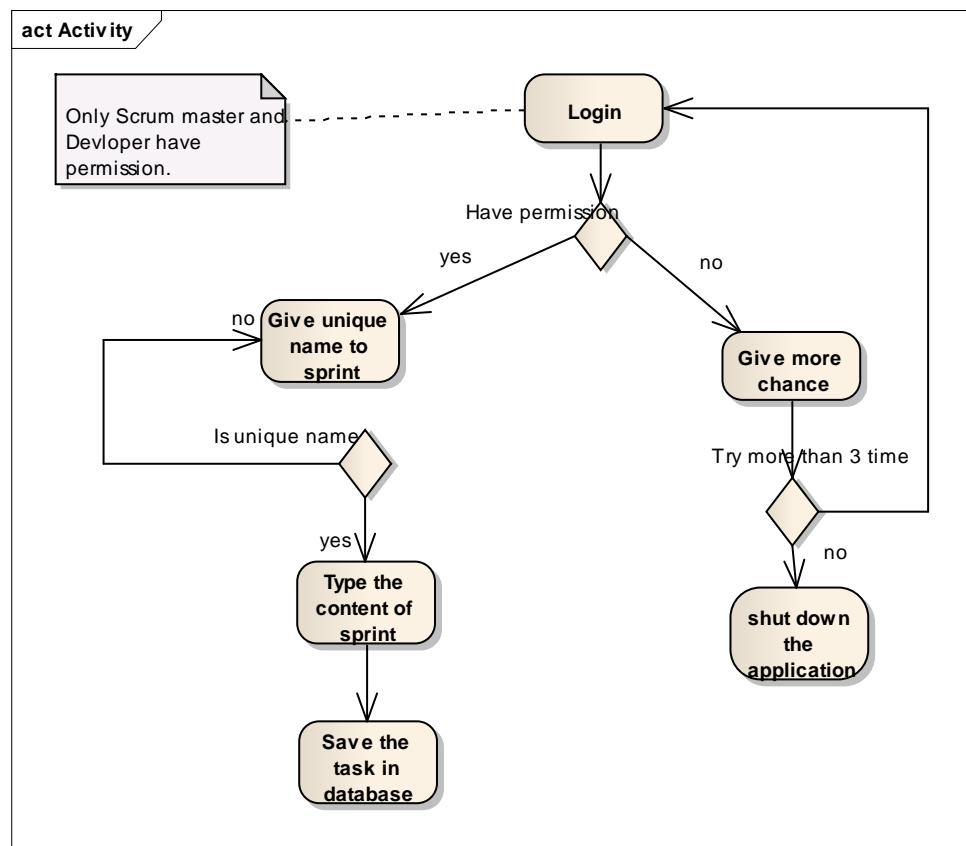 act Activity
Only Scrum master and
Devloper have
permission.
Login
Have permission
yes
no
no
Give unique
name to
sprint
Give more
chance
Is unique name
Try more than 3 time
yes
no
Type the
content of
sprint
shut down
the
application
Save the
task in
database